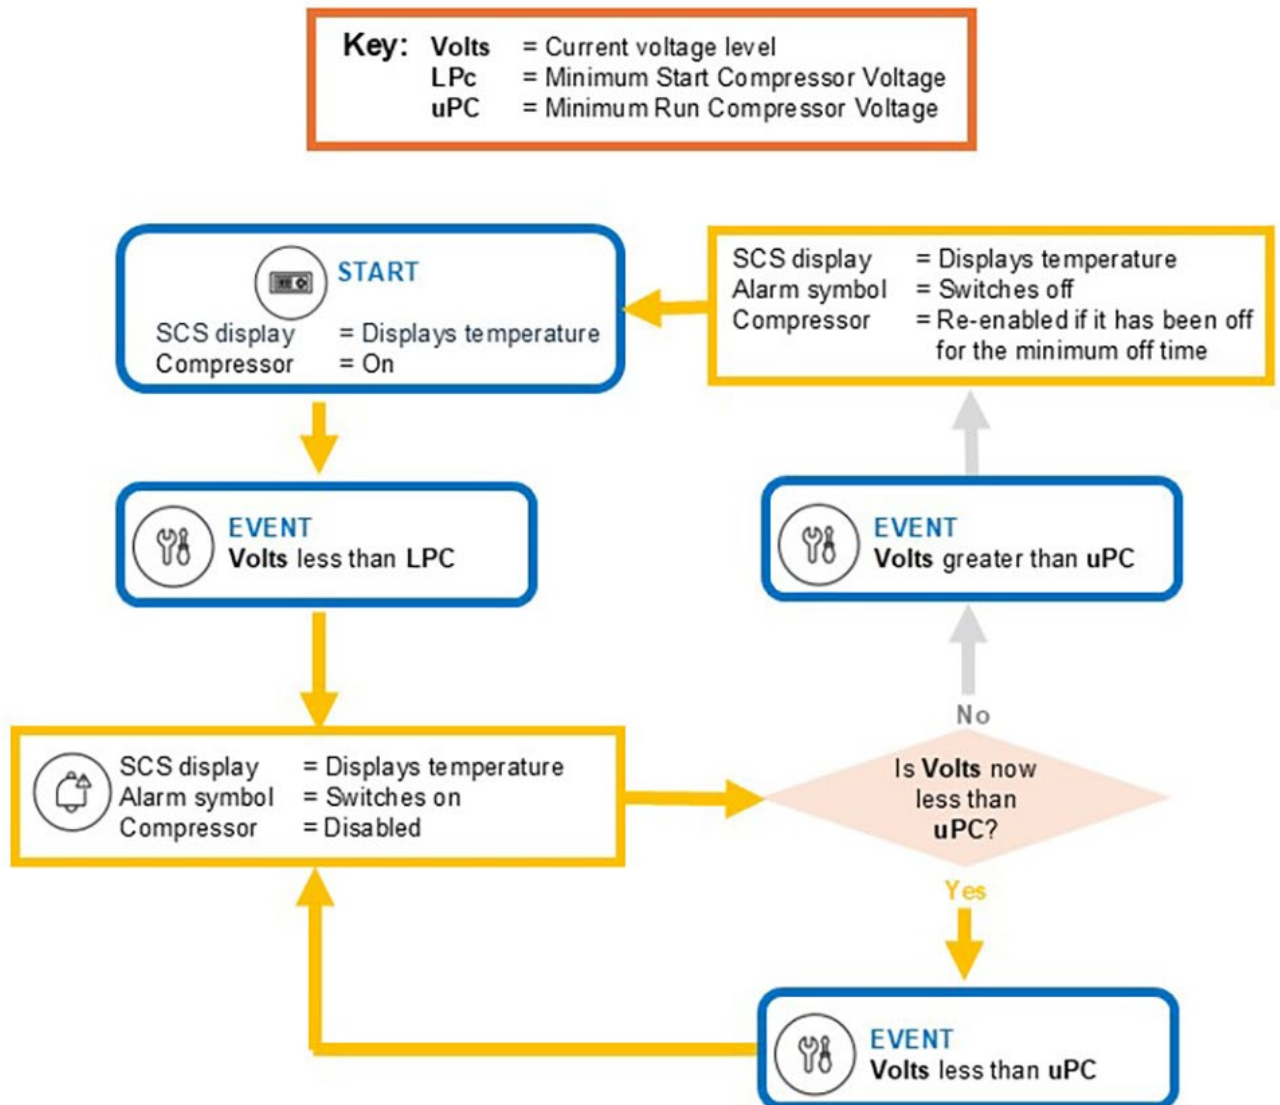 Key: Volts = Current voltage level
LPc = Minimum Start Compressor Voltage
uPC = Minimum Run Compressor Voltage
START
SCS display = Displays temperature
Compressor = On
SCS display = Displays temperature
Alarm symbol = Switches off
Compressor = Re-enabled if it has been off
for the minimum off time
EVENT
Volts less than LPC
EVENT
Volts greater than uPC
No
SCS display = Displays temperature
Alarm symbol = Switches on
Compressor = Disabled
Is Volts now
less than
uPC?
Yes
EVENT
Volts less than uPC